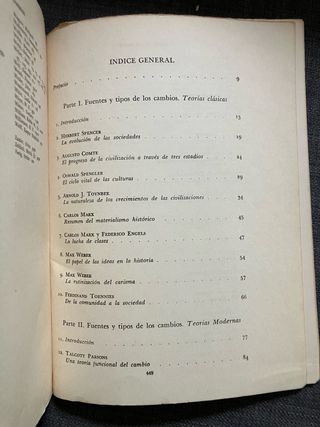 INDICE GENERAL
Prefacio . . . . . . . . . . 9
Parte I. Fuentes y tipos de los cambios. Teorías clásicas
1. Introducción . . . . . . . . . . 13
2. HERBERT SPENCER
La evolución de las sociedades . . . . . . . . . . 19
3. AUGUSTO COMTE
El progreso de la civilización a través de tres estadios . . . . 24
4. OSWALD SPENGLER
El ciclo vital de las culturas . . . . . . . . . . 29
5. ARNOLD J. TOYNBEE
La naturaleza de los crecimientos de las civilizaciones . . . . 34
6. CARLOS MARX
Resumen del materialismo histórico . . . . . . . . 45
7. CARLOS MARX Y FEDERICO ENGELS
La lucha de clases . . . . . . . . . . 47
8. MAX WEBER
El papel de las ideas en la historia . . . . . . . . 54
9. MAX WEBER
La rutinización del carisma . . . . . . . . . . 57
10. FERDINAND TOENNIES
De la comunidad a la sociedad . . . . . . . . 66
Parte II. Fuentes y tipos de los cambios. Teorías Modernas
11. Introducción . . . . . . . . . . 77
12. TALCOTT PARSONS
Una teoría funcional del cambio . . . . . . . . 84
449